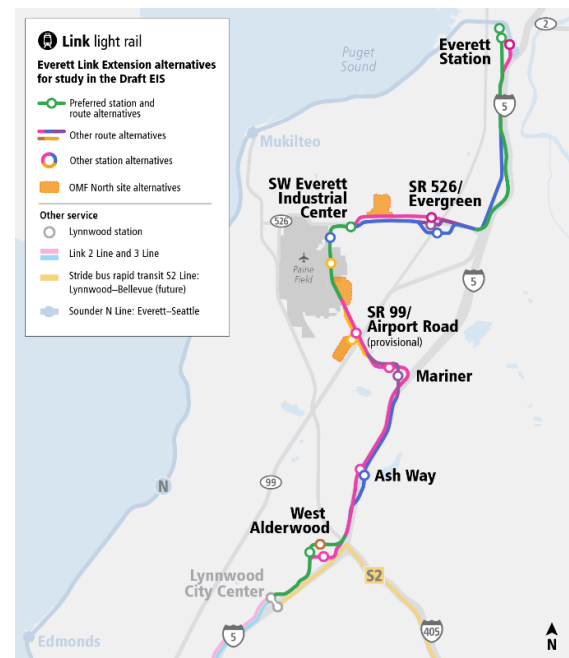 Link light rail
Everett Link Extension alternatives
for study in the Draft EIS
Preferred station and
route alternatives
Other route alternatives
Other station alternatives
OMF North site alternatives
Other service
Lynnwood station
Link 2 Line and 3 Line
Stride bus rapid transit S2 Line:
Lynnwood–Bellevue (future)
Sounder N Line: Everett–Seattle
2
Everett
Station
Puget
Sound
5
Mukilteo
SW Everett
Industrial
Center
SR 526/
Evergreen
526
Paine
Field
5
SR 99/
Airport Road
(provisional)
Mariner
N
99
Ash Way
West
Alderwood
Lynnwood
City Center
S2
5
405
Edmonds
N